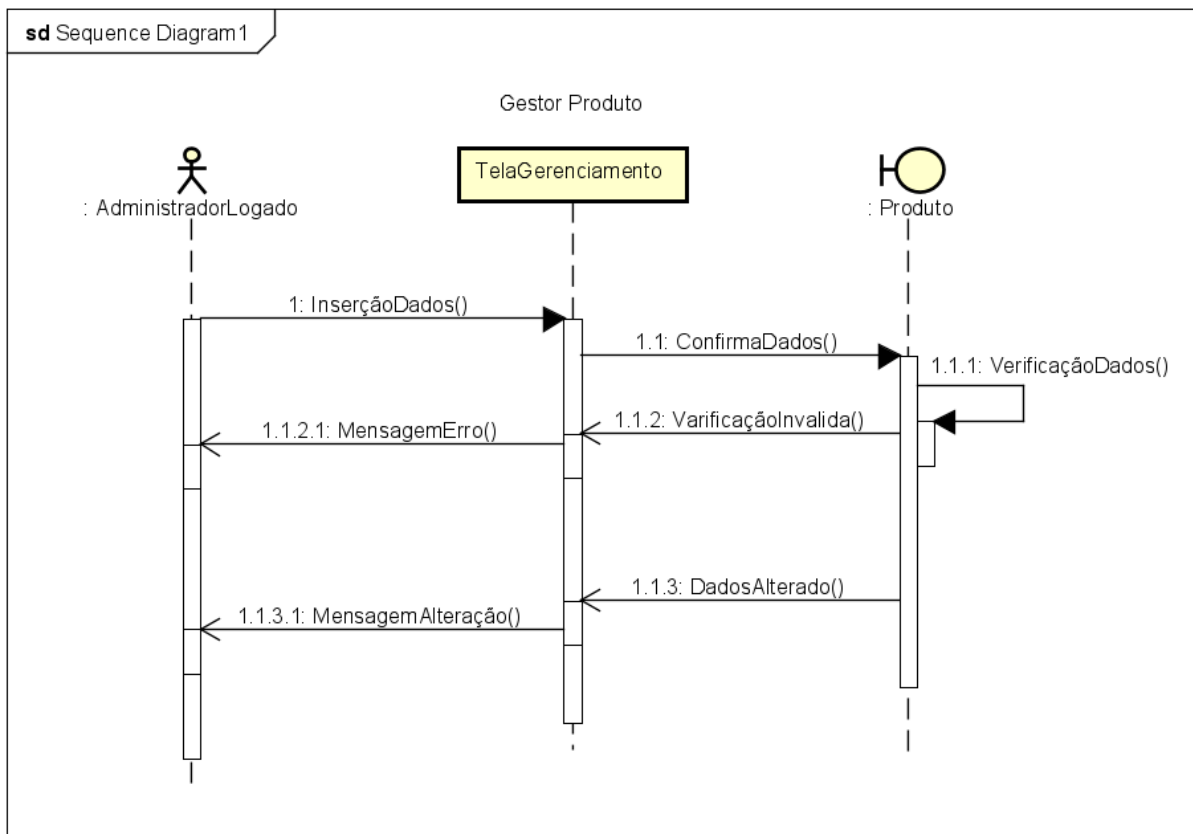 sd Sequence Diagram1
Gestor Produto
TelaGerenciamento
: AdministradorLogado
: Produto
1: InserçãoDados()
1.1: ConfirmaDados()
1.1.1: VerificaçãoDados()
1.1.2: VarificaçãoInvalida()
1.1.2.1: MensagemErro()
1.1.3: DadosAlterado()
1.1.3.1: MensagemAlteração()